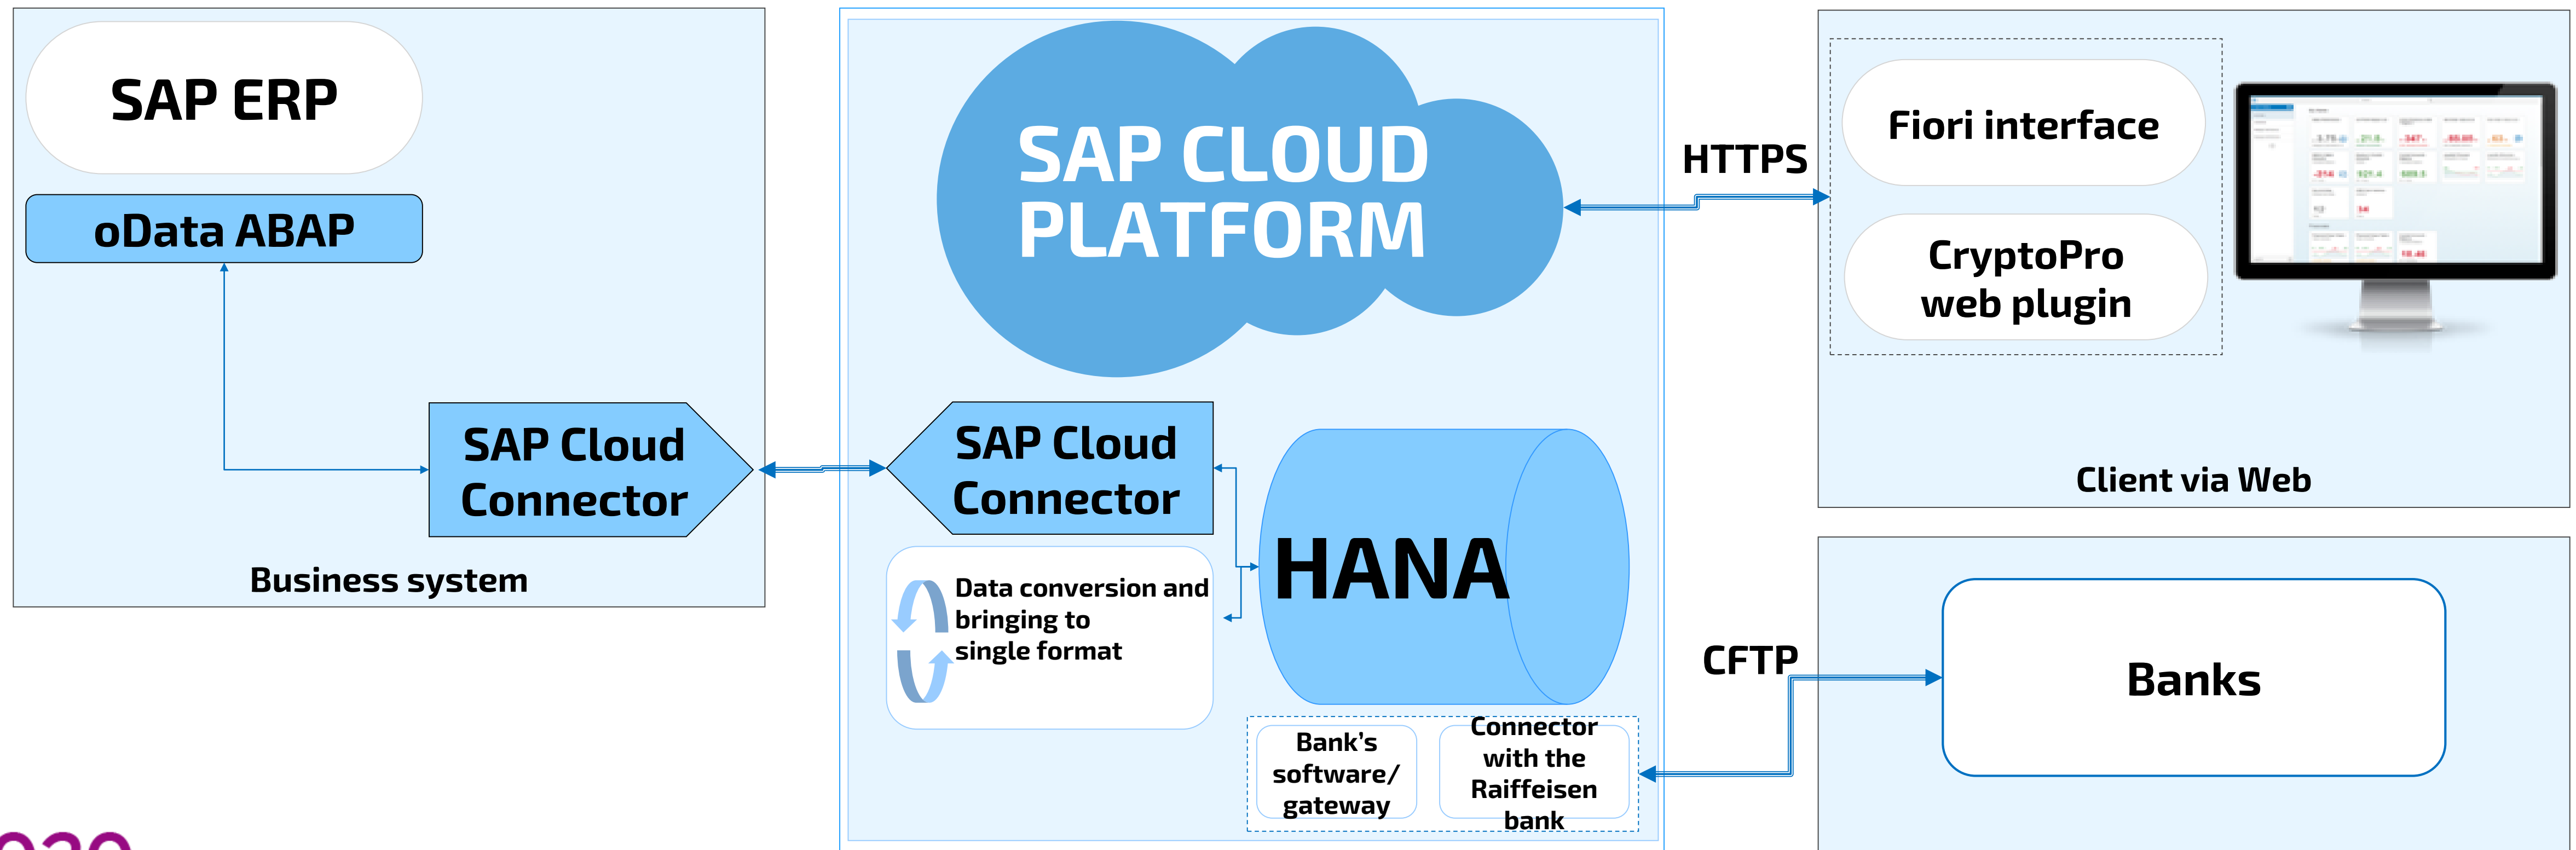 SAP ERP
oData ABAP
SAP Cloud
Connector
Business system
SAP CLOUD
PLATFORM
SAP Cloud
Connector
Data conversion and
bringing to
single format
HANA
Bank’s
software/
gateway
Connector
with the
Raiffeisen
bank
HTTPS
Fiori interface
CryptoPro
web plugin
Client via Web
CFTP
Banks